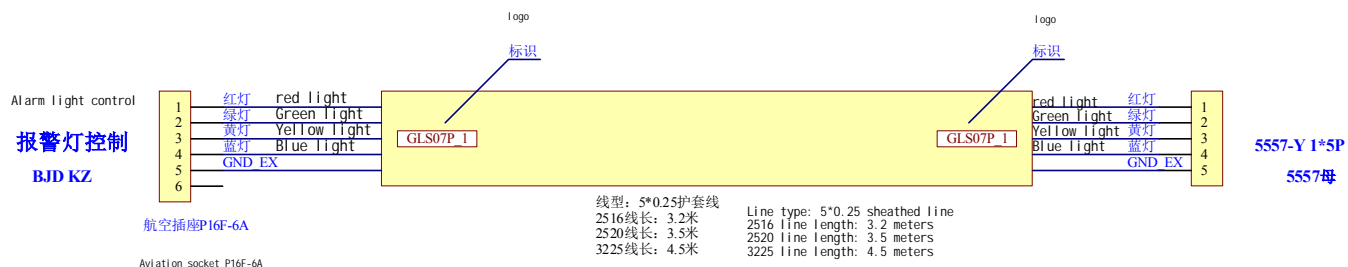 logo
logo
标识
标识
Alarm light control
报警灯控制
BJD KZ
1 红灯 red light
2 绿灯 Green light
3 黄灯 Yellow light
4 蓝灯 Blue light
5 GND_EX
6
航空插座P16F-6A
Aviation socket P16F-6A
GLS07P_1
GLS07P_1
red light 红灯 1
Green light 绿灯 2
Yellow light 黄灯 3
Blue light 蓝灯 4
GND_EX 5
5557-Y 1*5P
5557母
线型：5*0.25护套线
2516线长：3.2米
2520线长：3.5米
3225线长：4.5米
Line type: 5*0.25 sheathed line
2516 line length: 3.2 meters
2520 line length: 3.5 meters
3225 line length: 4.5 meters